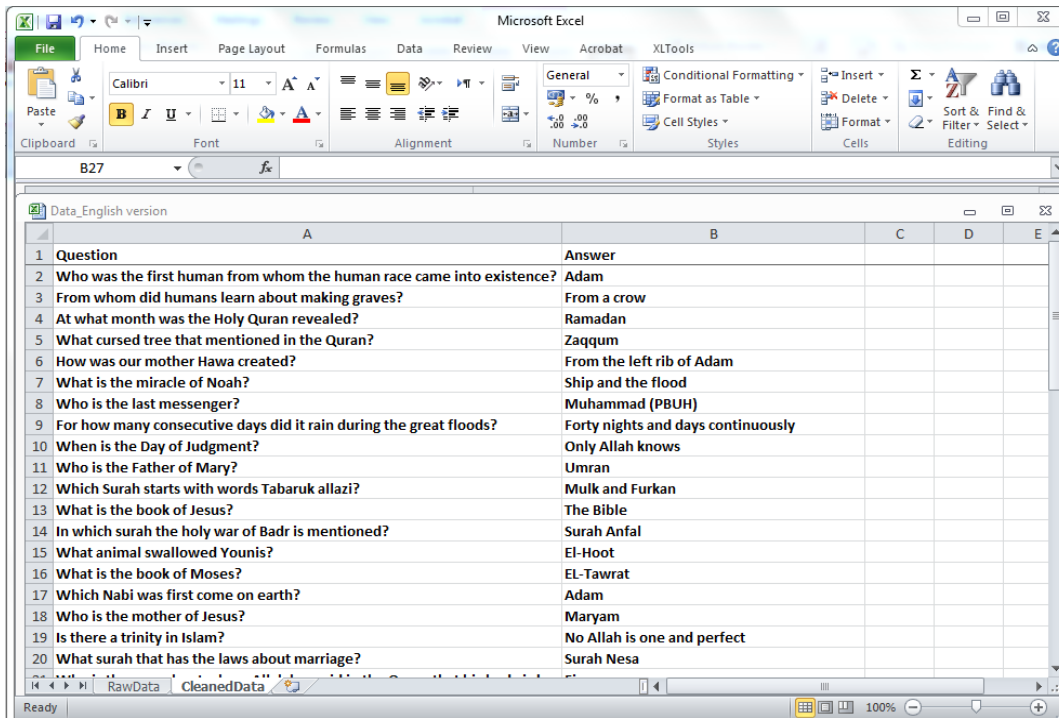 Microsoft Excel
File Home Insert Page Layout Formulas Data Review View Acrobat XLTools
Calibri 11 General Conditional Formatting Insert
Paste Format as Table Delete Sort & Find &
B I U Cell Styles Format Filter Select
Clipboard Font Alignment Number Styles Cells Editing
B27 fx
Data_English version
A B C D E
1 Question Answer
2 Who was the first human from whom the human race came into existence? Adam
3 From whom did humans learn about making graves? From a crow
4 At what month was the Holy Quran revealed? Ramadan
5 What cursed tree that mentioned in the Quran? Zaqqum
6 How was our mother Hawa created? From the left rib of Adam
7 What is the miracle of Noah? Ship and the flood
8 Who is the last messenger? Muhammad (PBUH)
9 For how many consecutive days did it rain during the great floods? Forty nights and days continuously
10 When is the Day of Judgment? Only Allah knows
11 Who is the Father of Mary? Umran
12 Which Surah starts with words Tabaruk allazi? Mulk and Furkan
13 What is the book of Jesus? The Bible
14 In which surah the holy war of Badr is mentioned? Surah Anfal
15 What animal swallowed Younis? El-Hoot
16 What is the book of Moses? EL-Tawrat
17 Which Nabi was first come on earth? Adam
18 Who is the mother of Jesus? Maryam
19 Is there a trinity in Islam? No Allah is one and perfect
20 What surah that has the laws about marriage? Surah Nesa
RawData CleanedData
Ready 100%